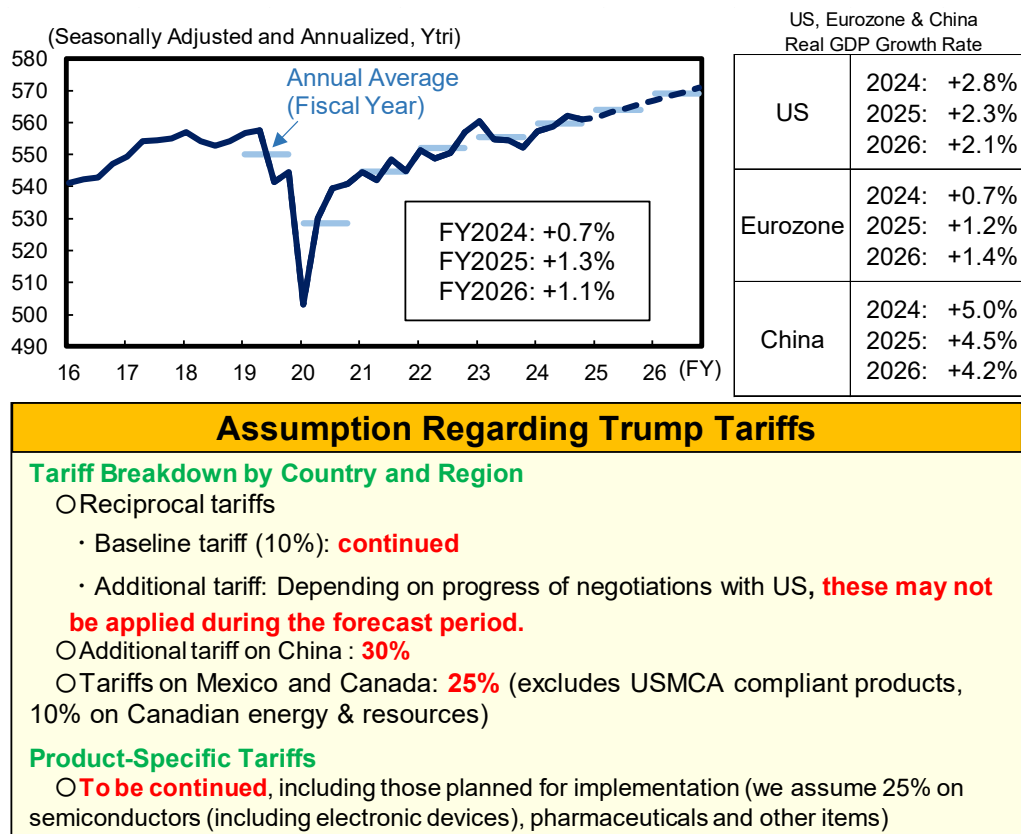 (Seasonally Adjusted and Annualized, Ytri)
580
570
560
550
540
530
520
510
500
490
Annual Average
(Fiscal Year)
FY2024: +0.7%
FY2025: +1.3%
FY2026: +1.1%
16 17 18 19 20 21 22 23 24 25 26 (FY)
US, Eurozone & China
Real GDP Growth Rate
US
2024: +2.8%
2025: +2.3%
2026: +2.1%
Eurozone
2024: +0.7%
2025: +1.2%
2026: +1.4%
China
2024: +5.0%
2025: +4.5%
2026: +4.2%
Assumption Regarding Trump Tariffs
Tariff Breakdown by Country and Region
○Reciprocal tariffs
・Baseline tariff (10%): continued
・Additional tariff: Depending on progress of negotiations with US, these may not
be applied during the forecast period.
○Additional tariff on China : 30%
○Tariffs on Mexico and Canada: 25% (excludes USMCA compliant products,
10% on Canadian energy & resources)
Product-Specific Tariffs
○To be continued, including those planned for implementation (we assume 25% on
semiconductors (including electronic devices), pharmaceuticals and other items)